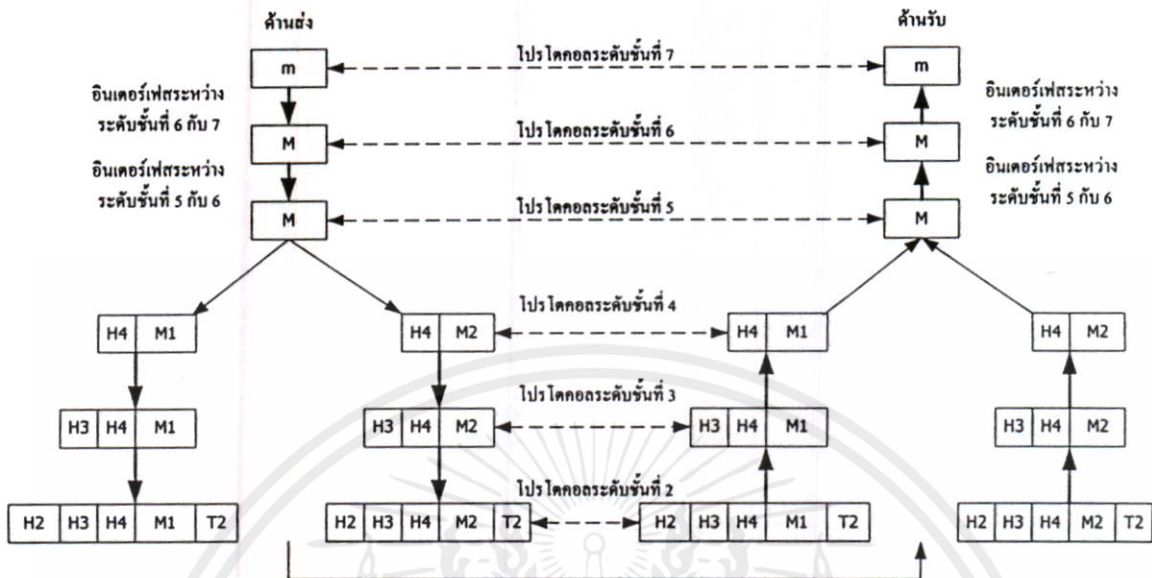 ด้านส่ง
ด้านรับ
m
โปรโตคอลระดับชั้นที่ 7
m
อินเตอร์เฟสระหว่าง
ระดับชั้นที่ 6 กับ 7
อินเตอร์เฟสระหว่าง
ระดับชั้นที่ 6 กับ 7
M
โปรโตคอลระดับชั้นที่ 6
M
อินเตอร์เฟสระหว่าง
ระดับชั้นที่ 5 กับ 6
อินเตอร์เฟสระหว่าง
ระดับชั้นที่ 5 กับ 6
M
โปรโตคอลระดับชั้นที่ 5
M
H4 M1
H4 M2
โปรโตคอลระดับชั้นที่ 4
H4 M1
H4 M2
H3 H4 M1
H3 H4 M2
โปรโตคอลระดับชั้นที่ 3
H3 H4 M1
H3 H4 M2
H2 H3 H4 M1 T2
H2 H3 H4 M2 T2
โปรโตคอลระดับชั้นที่ 2
H2 H3 H4 M1 T2
H2 H3 H4 M2 T2